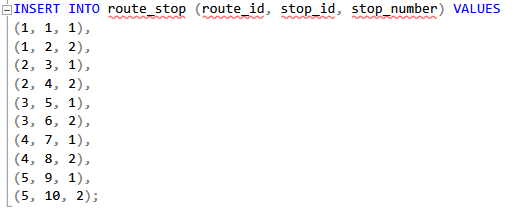 INSERT INTO route_stop (route_id, stop_id, stop_number) VALUES
(1, 1, 1),
(1, 2, 2),
(2, 3, 1),
(2, 4, 2),
(3, 5, 1),
(3, 6, 2),
(4, 7, 1),
(4, 8, 2),
(5, 9, 1),
(5, 10, 2);